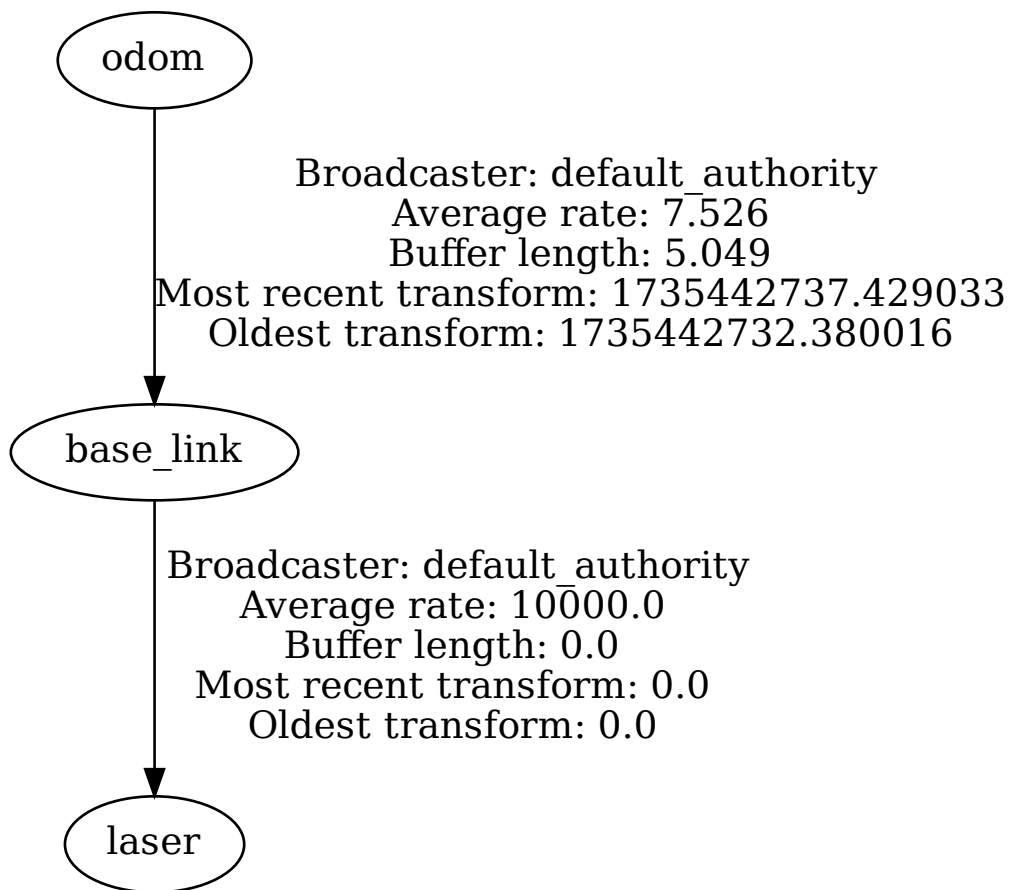 odom
Broadcaster: default_authority
Average rate: 7.526
Buffer length: 5.049
Most recent transform: 1735442737.429033
Oldest transform: 1735442732.380016
base_link
Broadcaster: default_authority
Average rate: 10000.0
Buffer length: 0.0
Most recent transform: 0.0
Oldest transform: 0.0
laser